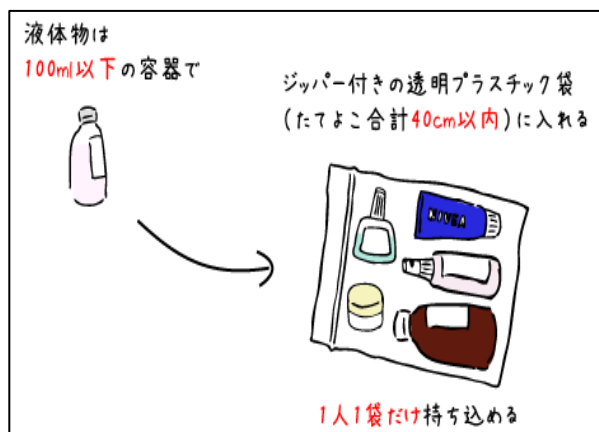 液体物は
100ml以下の容器で
ジッパー付きの透明プラスチック袋
(たてよこ合計40cm以内)に入れる
NIVEA
1人1袋だけ持ち込める